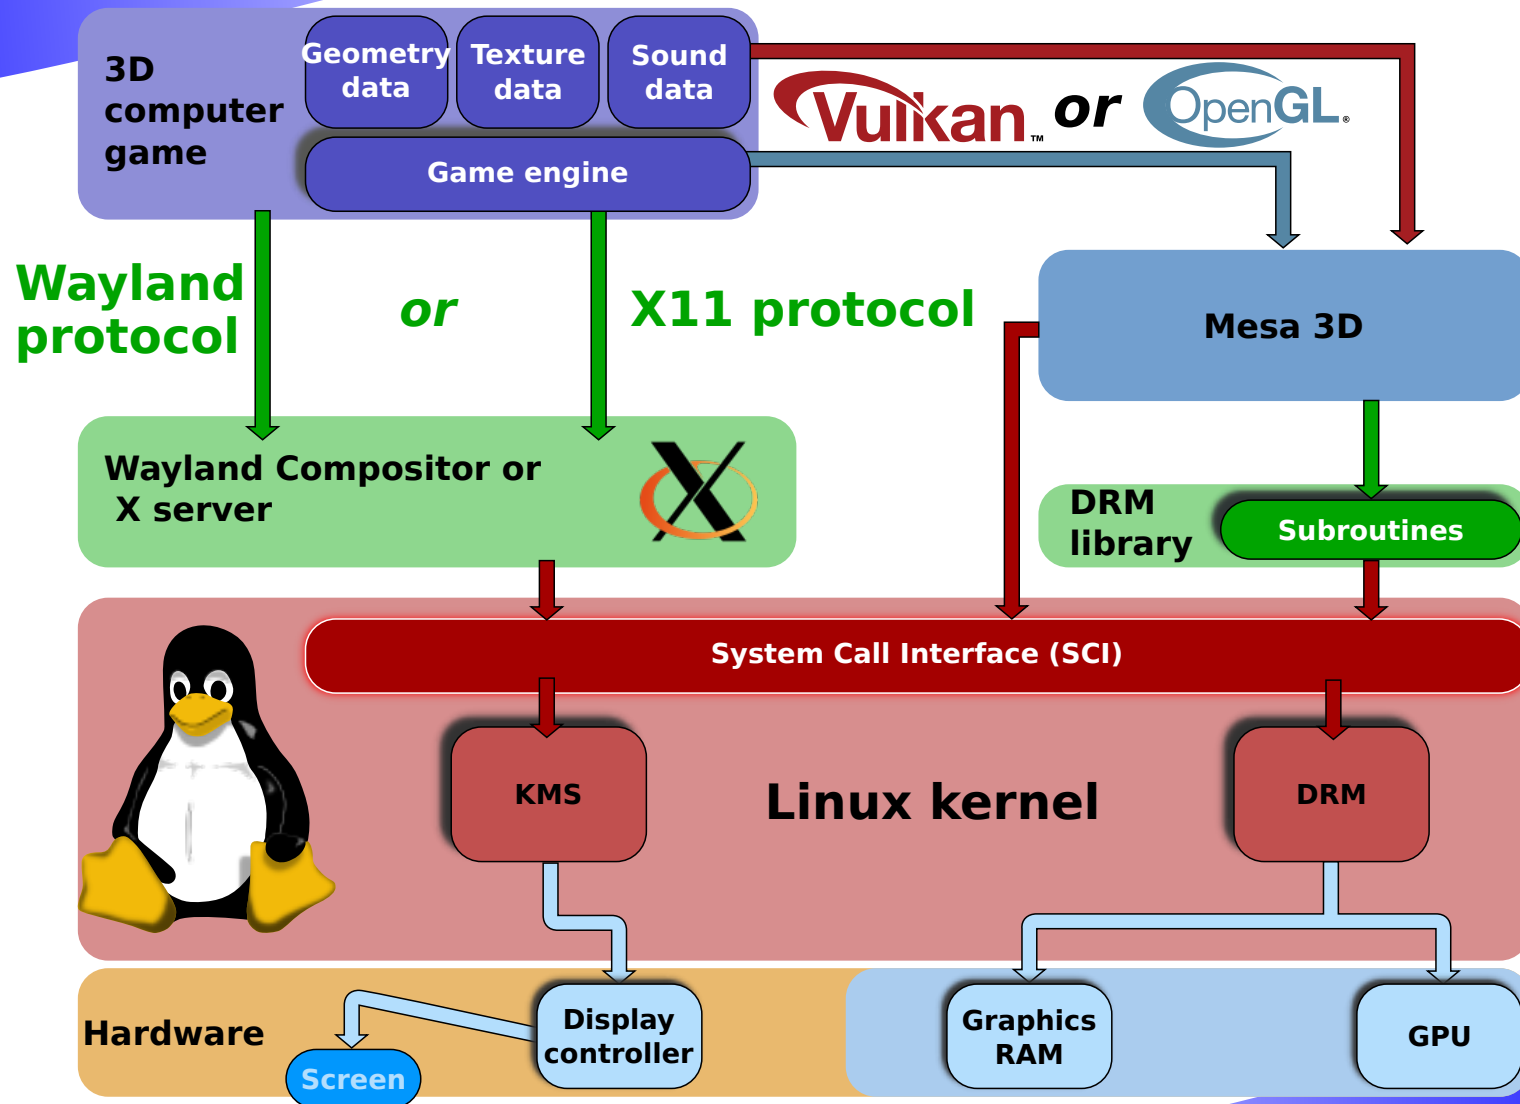 3D
computer
game
Geometry
data
Texture
data
Sound
data
Game engine
Vulkan™
or
OpenGL®
Wayland
protocol
or
X11 protocol
Mesa 3D
Wayland Compositor or
X server
X
DRM
library
Subroutines
System Call Interface (SCI)
KMS
Linux kernel
DRM
Hardware
Screen
Display
controller
Graphics
RAM
GPU